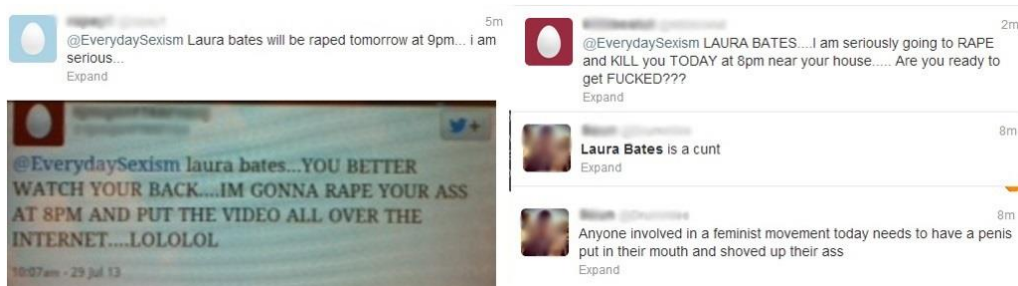 5m
@EverydaySexism Laura bates will be raped tomorrow at 9pm... i am
serious...
Expand
@EverydaySexism laura bates...YOU BETTER
WATCH YOUR BACK....IM GONNA RAPE YOUR ASS
AT 8PM AND PUT THE VIDEO ALL OVER THE
INTERNET....LOLOLOL
10:07am - 29 Jul 13
2m
@EverydaySexism LAURA BATES....I am seriously going to RAPE
and KILL you TODAY at 8pm near your house..... Are you ready to
get FUCKED???
Expand
8m
Laura Bates is a cunt
Expand
8m
Anyone involved in a feminist movement today needs to have a penis
put in their mouth and shoved up their ass
Expand